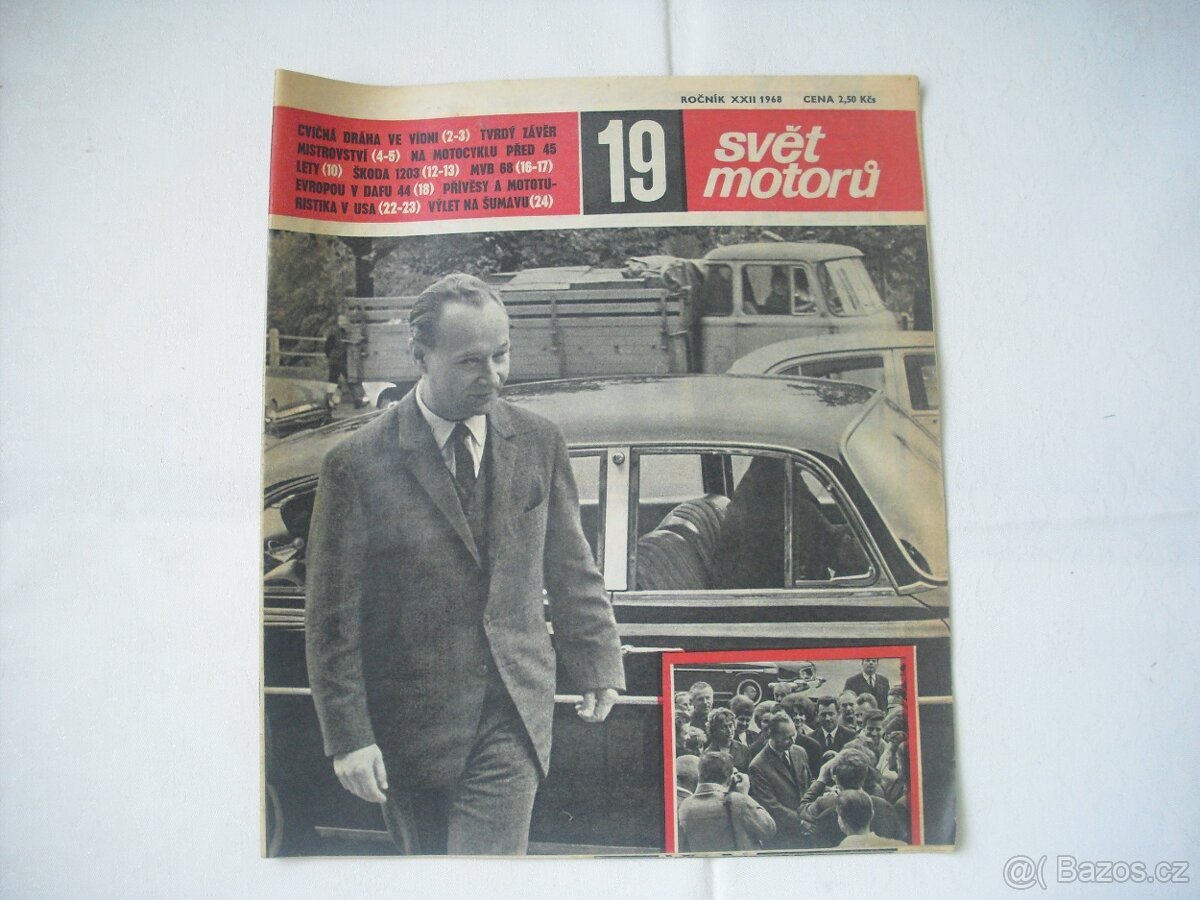 ROČNÍK XXII 1968 CENA 2,50 Kčs
CVIČNÁ DRÁHA VE VÍDNI (2-3) TVRDÝ ZÁVĚR
MISTROVSTVÍ (4-5) NA MOTOCYKLU PŘED 45
LETY (10) ŠKODA 1203 (12-13) MVB 68 (16-17)
EVROPOU V DAFU 44 (18) PŘÍVĚSY A MOTOTU-
RISTIKA V USA (22-23) VÝLET NA ŠUMAVU (24)
19
svět
motorů
@( Bazos.cz